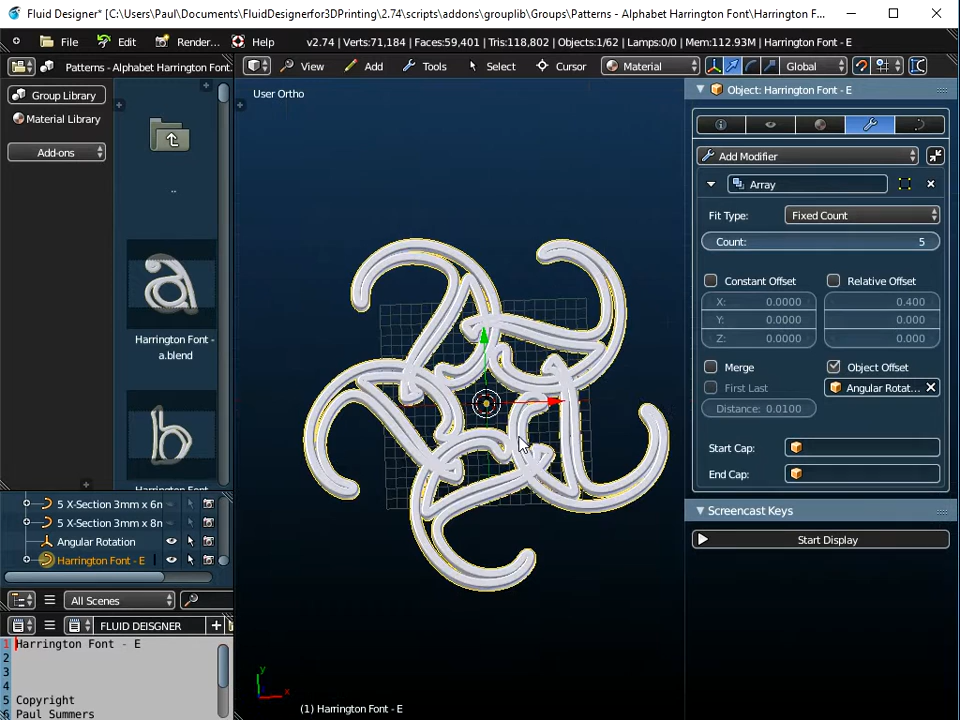 Fluid Designer* [C:\Users\Paul\Documents\FluidDesignerfor3DPrinting\2.74\scripts\addons\grouplib\Groups\Patterns - Alphabet Harrington Font\Harrington F...
File Edit Render... Help v2.74 | Verts:71,184 | Faces:59,401 | Tris:118,802 | Objects:1/62 | Lamps:0/0 | Mem:112.93M | Harrington Font - E
Patterns - Alphabet Harrington Font. View Add Tools Select Cursor Material Global
Group Library
Material Library
Add-ons
..
Harrington Font -
a.blend
User Ortho
Object: Harrington Font - E
Add Modifier
Array
Fit Type: Fixed Count
Count: 5
Constant Offset Relative Offset
X: 0.0000 0.400
Y: 0.0000 0.000
Z: 0.0000 0.000
Merge Object Offset
First Last Angular Rotat...
Distance: 0.0100
Start Cap:
End Cap:
Screencast Keys
Start Display
5 X-Section 3mm x 6n
5 X-Section 3mm x 8n
Angular Rotation
Harrington Font - E
All Scenes
FLUID DEISGNER
1 Harrington Font - E
2
3
4
5 Copyright
6 Paul Summers
y
x
(1) Harrington Font - E